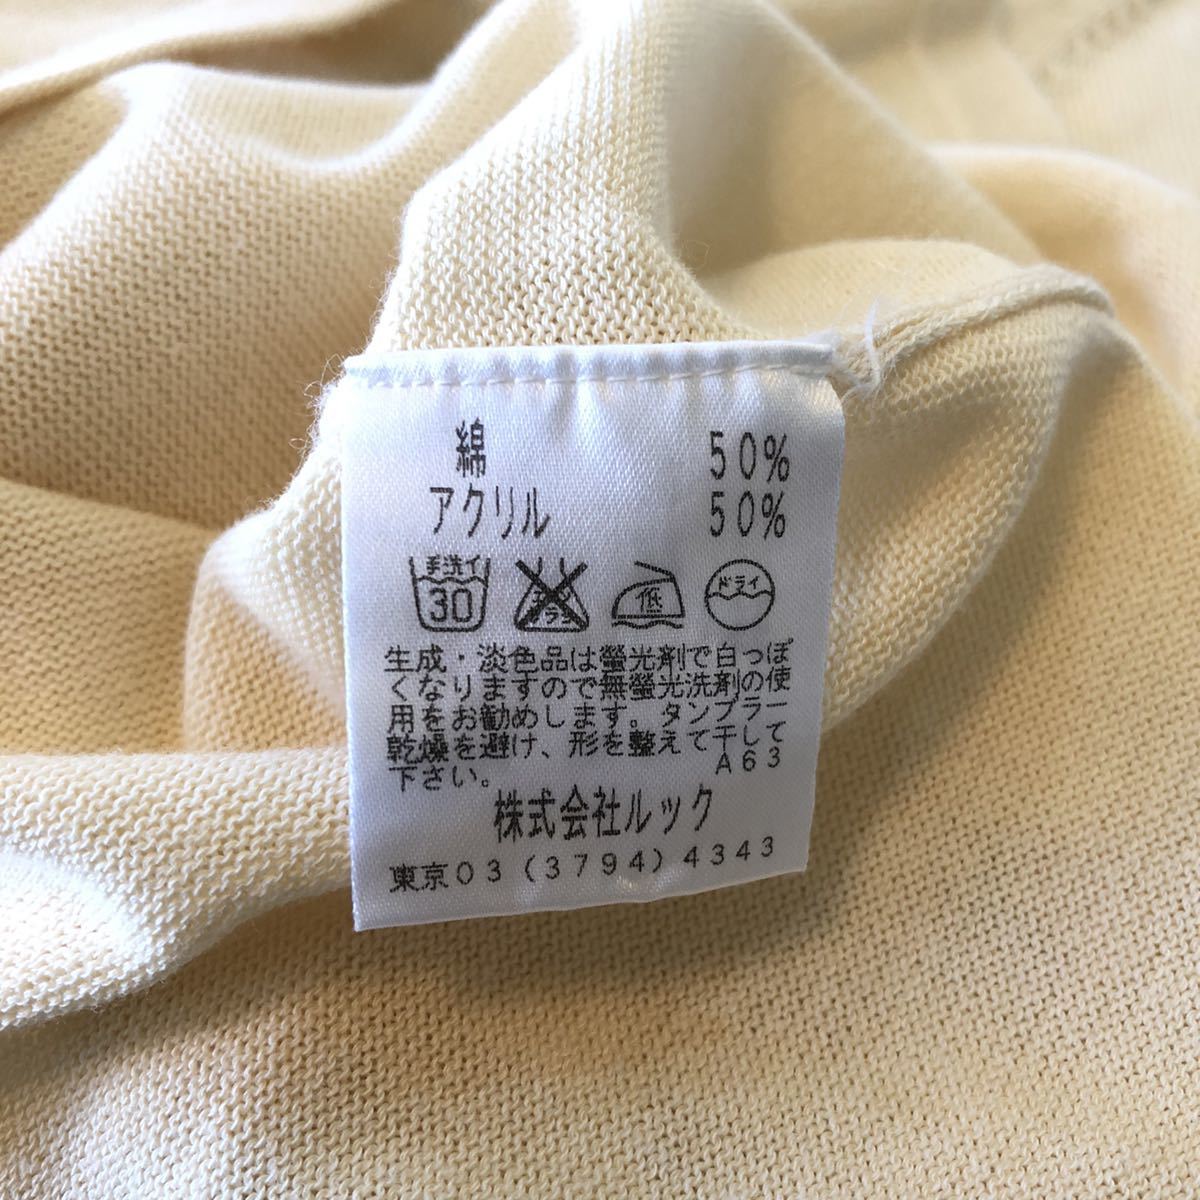 綿 50%
アクリル 50%
手洗イ 30 低 ドライ
生成・淡色品は螢光剤で白っぽ
くなりますので無螢光洗剤の使
用をお勧めします。タンブラー
乾燥を避け、形を整えて干して
下さい。 A63
株式会社ルック
東京03(3794)4343